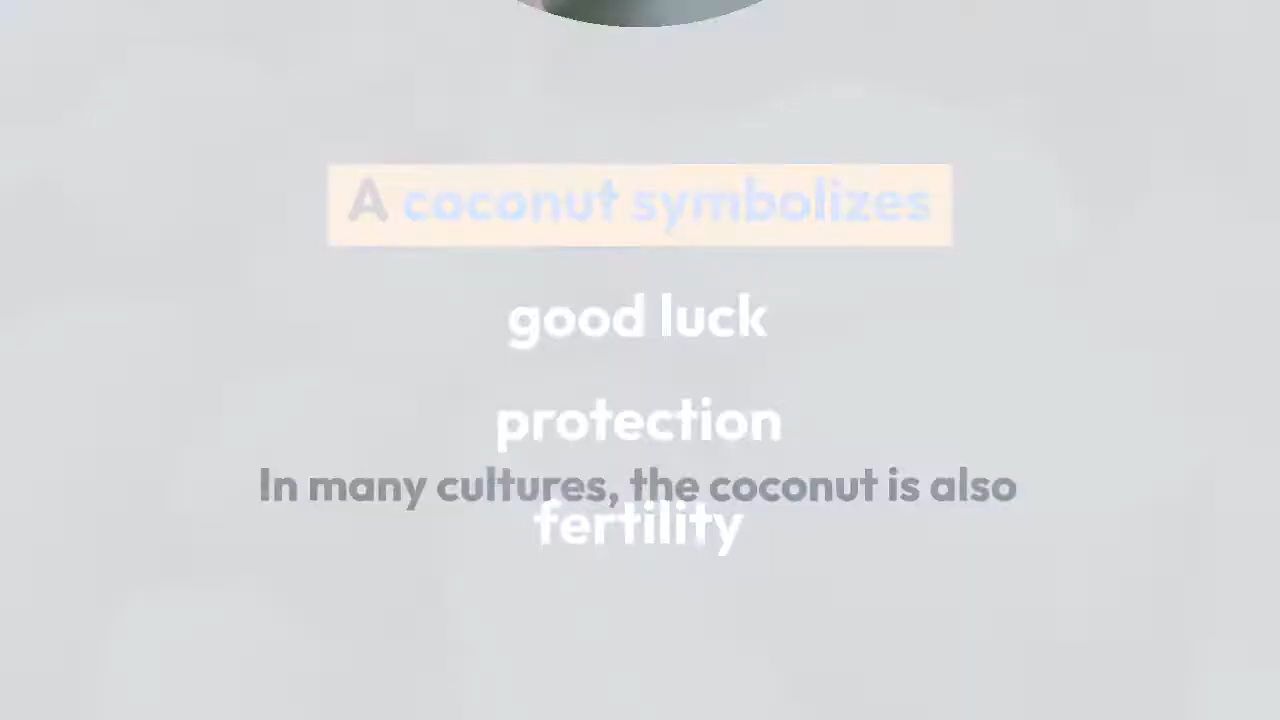 A coconut symbolizes
good luck
protection
In many cultures, the coconut is also
fertility